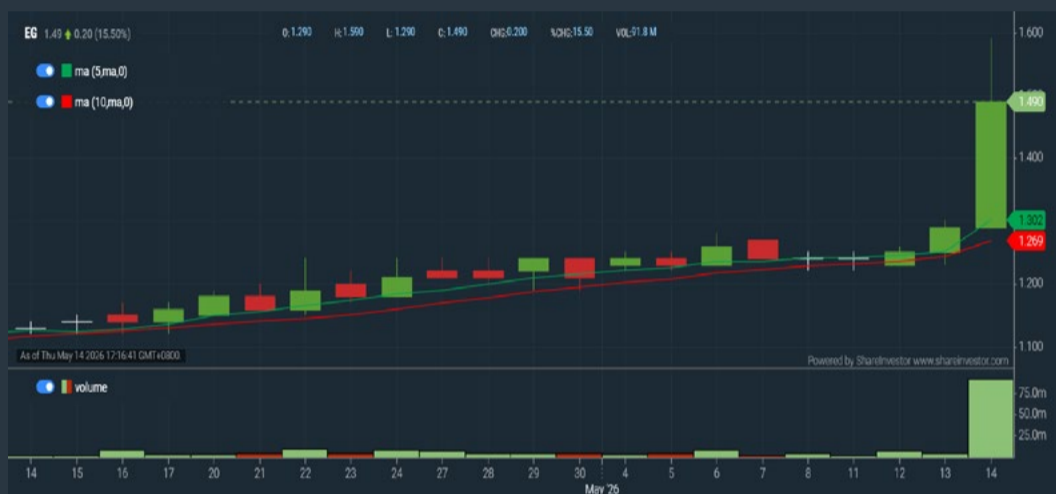 EG 1.49 0.20 (15.50%) O: 1.290 H: 1.590 L: 1.290 C: 1.490 CHG:0.200 %CHG:15.50 VOL:91.8 M
ma (5,ma,0)
ma (10,ma,0)
1.600
1.490
1.400
1.302
1.269
1.200
1.100
As of Thu May 14 2026 17:16:41 GMT+0800
Powered by ShareInvestor www.shareinvestor.com
volume
75.0m
50.0m
25.0m
14 15 16 17 20 21 22 23 24 27 28 29 30 4 5 6 7 8 11 12 13 14
May '26